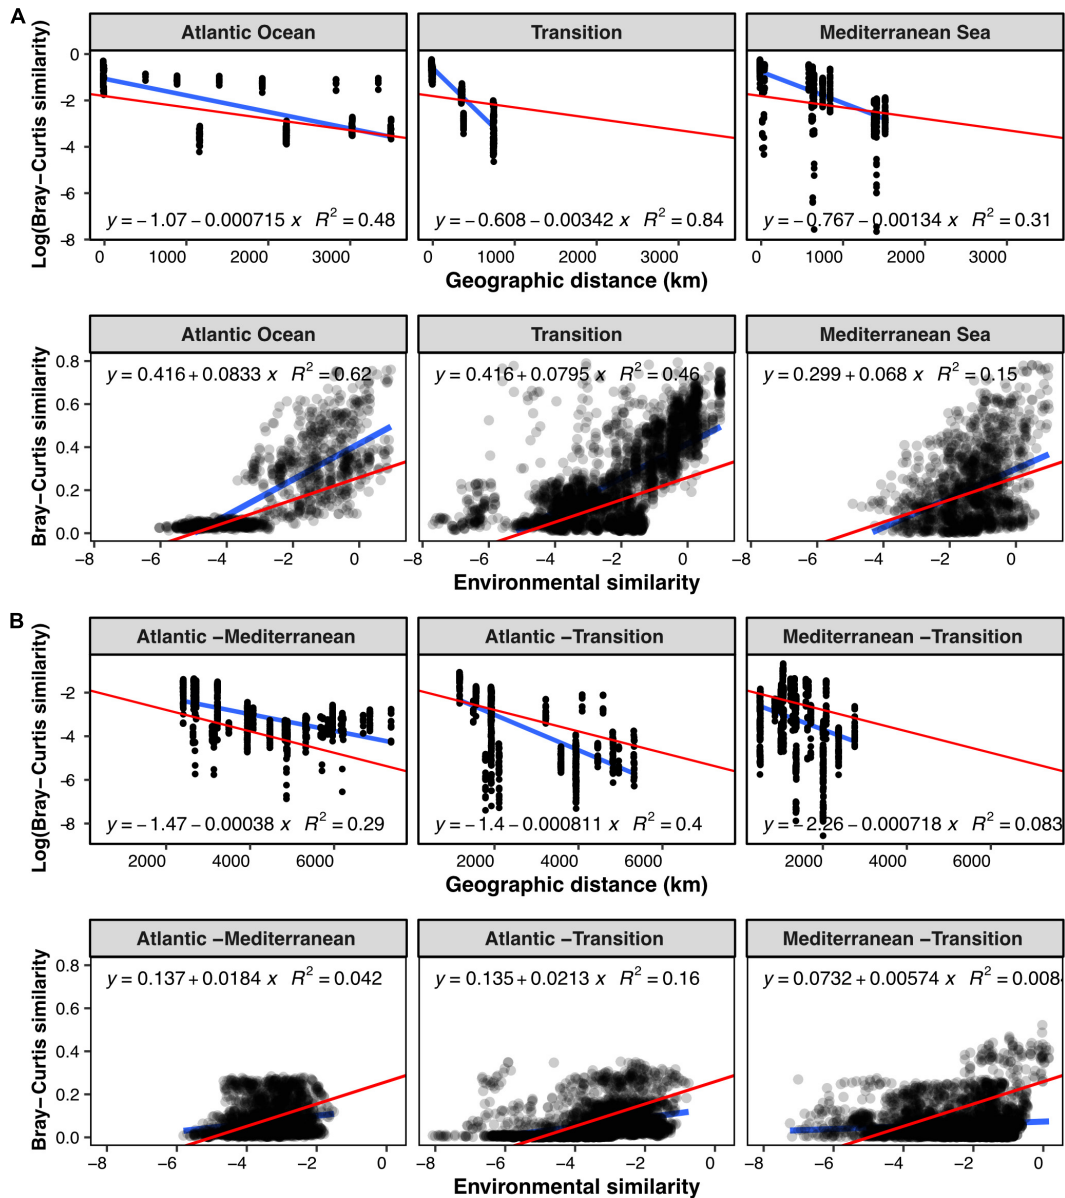 A
Atlantic Ocean Transition Mediterranean Sea
Log(Bray−Curtis similarity)
0
−2
−4
−6
−8
y = −1.07 − 0.000715 x R² = 0.48
y = −0.608 − 0.00342 x R² = 0.84
y = −0.767 − 0.00134 x R² = 0.31
0 1000 2000 3000 0 1000 2000 3000 0 1000 2000 3000
Geographic distance (km)
Atlantic Ocean Transition Mediterranean Sea
Bray−Curtis similarity
0.8
0.6
0.4
0.2
0.0
y = 0.416 + 0.0833 x R² = 0.62
y = 0.416 + 0.0795 x R² = 0.46
y = 0.299 + 0.068 x R² = 0.15
−8 −6 −4 −2 0 −8 −6 −4 −2 0 −8 −6 −4 −2 0
Environmental similarity
B
Atlantic −Mediterranean Atlantic −Transition Mediterranean −Transition
Log(Bray−Curtis similarity)
−2
−4
−6
−8
y = −1.47 − 0.00038 x R² = 0.29
y = −1.4 − 0.000811 x R² = 0.4
y = −2.26 − 0.000718 x R² = 0.083
2000 4000 6000 2000 4000 6000 2000 4000 6000
Geographic distance (km)
Atlantic −Mediterranean Atlantic −Transition Mediterranean −Transition
Bray−Curtis similarity
0.8
0.6
0.4
0.2
0.0
y = 0.137 + 0.0184 x R² = 0.042
y = 0.135 + 0.0213 x R² = 0.16
y = 0.0732 + 0.00574 x R² = 0.008
−8 −6 −4 −2 0 −8 −6 −4 −2 0 −8 −6 −4 −2 0
Environmental similarity